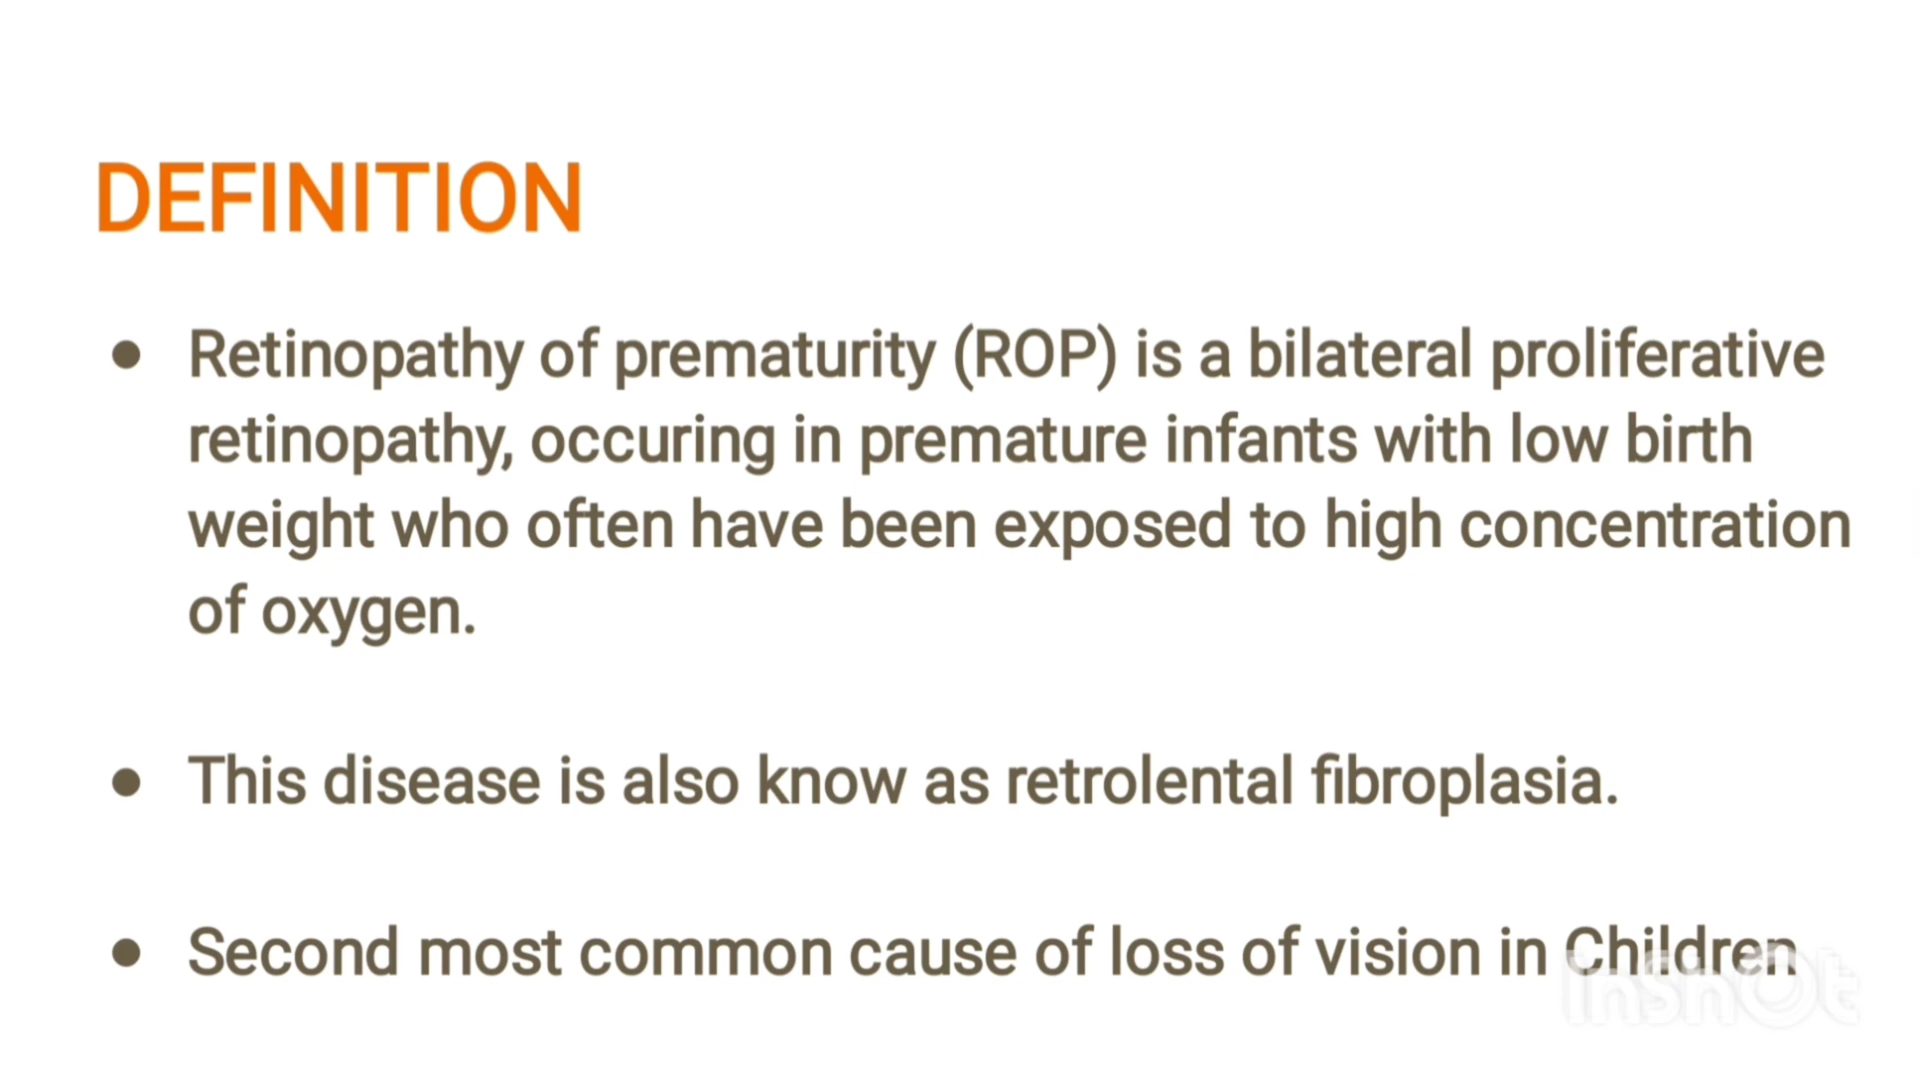 DEFINITION
● Retinopathy of prematurity (ROP) is a bilateral proliferative
retinopathy, occuring in premature infants with low birth
weight who often have been exposed to high concentration
of oxygen.
● This disease is also know as retrolental fibroplasia.
● Second most common cause of loss of vision in Children
InShOt